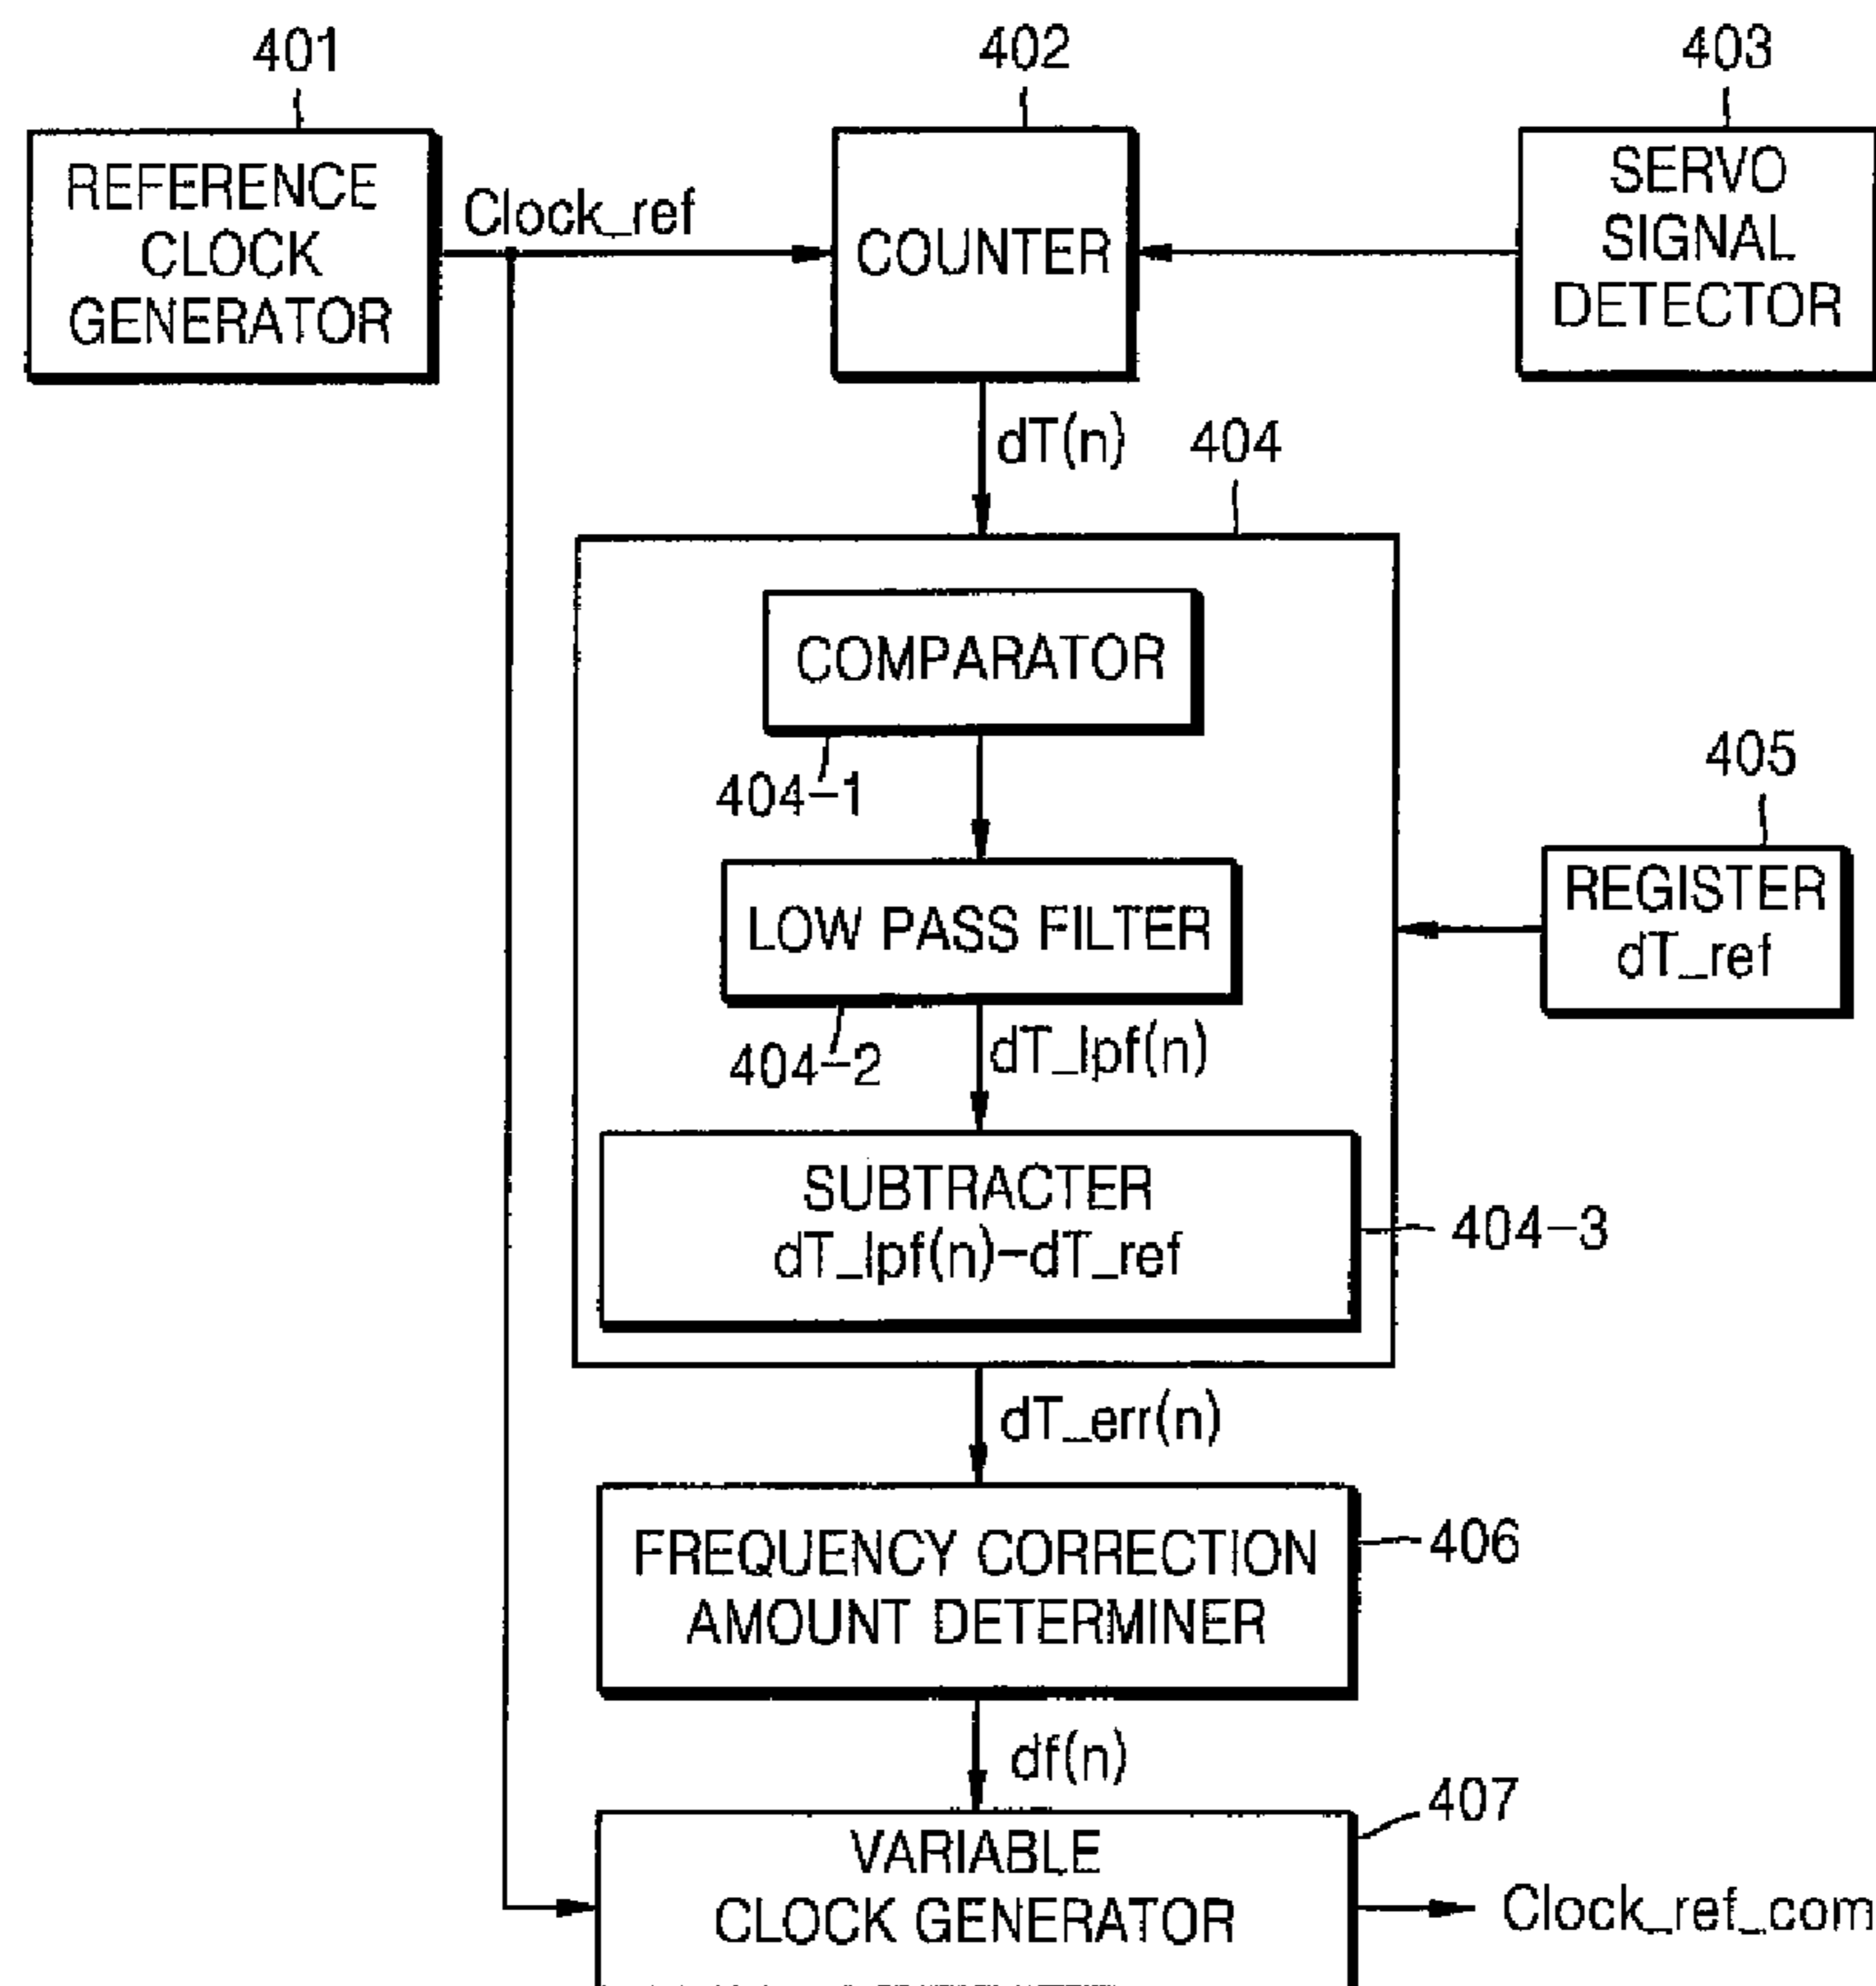 401
402
403
REFERENCE
CLOCK
GENERATOR
Clock_ref
COUNTER
SERVO
SIGNAL
DETECTOR
dT(n)
404
COMPARATOR
404-1
405
LOW PASS FILTER
REGISTER
dT_ref
404-2
dT_lpf(n)
SUBTRACTER
dT_lpf(n)-dT_ref
404-3
dT_err(n)
FREQUENCY CORRECTION
AMOUNT DETERMINER
406
df(n)
407
VARIABLE
CLOCK GENERATOR
Clock_ref_com